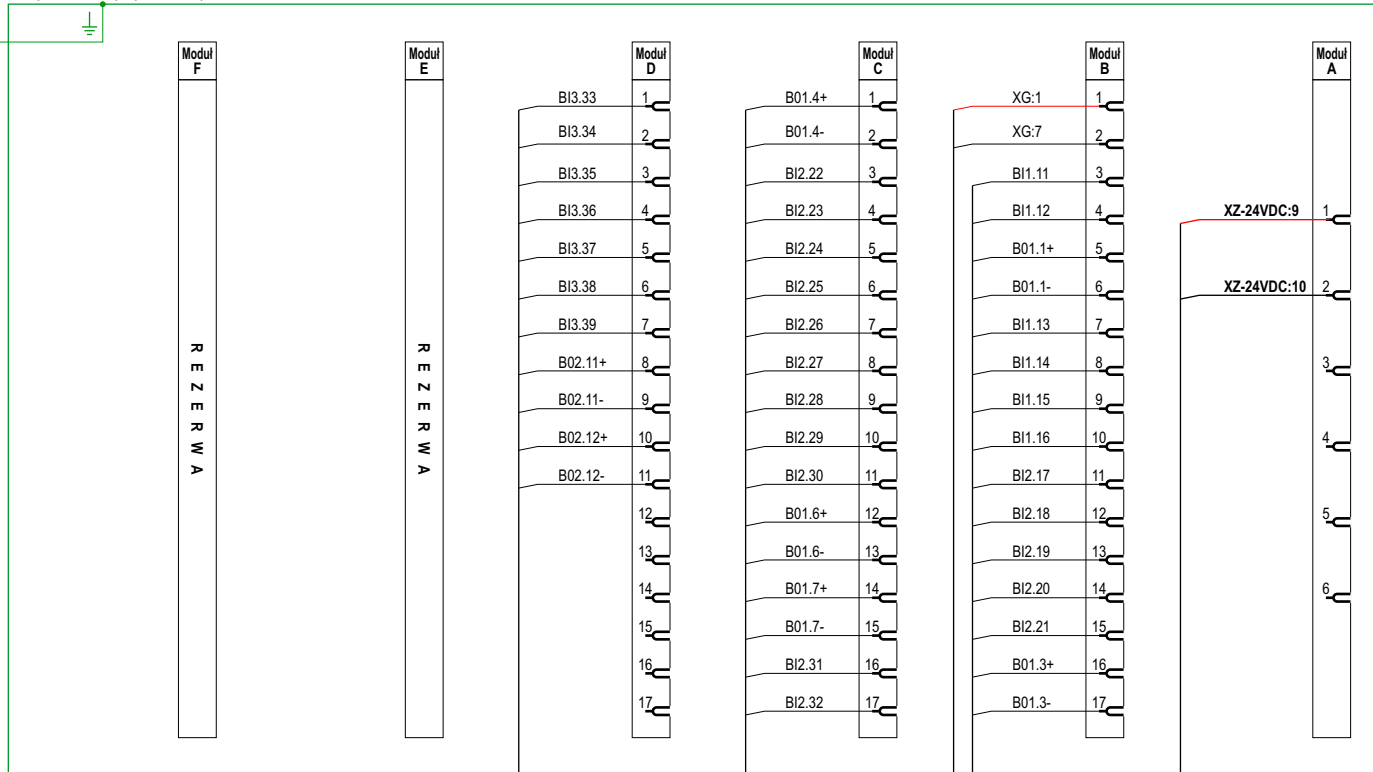 Moduł
F
REZERWA
Moduł
E
REZERWA
Moduł
D
BI3.33 1
BI3.34 2
BI3.35 3
BI3.36 4
BI3.37 5
BI3.38 6
BI3.39 7
B02.11+ 8
B02.11- 9
B02.12+ 10
B02.12- 11
12
13
14
15
16
17
Moduł
C
B01.4+ 1
B01.4- 2
BI2.22 3
BI2.23 4
BI2.24 5
BI2.25 6
BI2.26 7
BI2.27 8
BI2.28 9
BI2.29 10
BI2.30 11
B01.6+ 12
B01.6- 13
B01.7+ 14
B01.7- 15
BI2.31 16
BI2.32 17
Moduł
B
XG:1 1
XG:7 2
BI1.11 3
BI1.12 4
B01.1+ 5
B01.1- 6
BI1.13 7
BI1.14 8
BI1.15 9
BI1.16 10
BI2.17 11
BI2.18 12
BI2.19 13
BI2.20 14
BI2.21 15
B01.3+ 16
B01.3- 17
Moduł
A
XZ-24VDC:9 1
XZ-24VDC:10 2
3
4
5
6